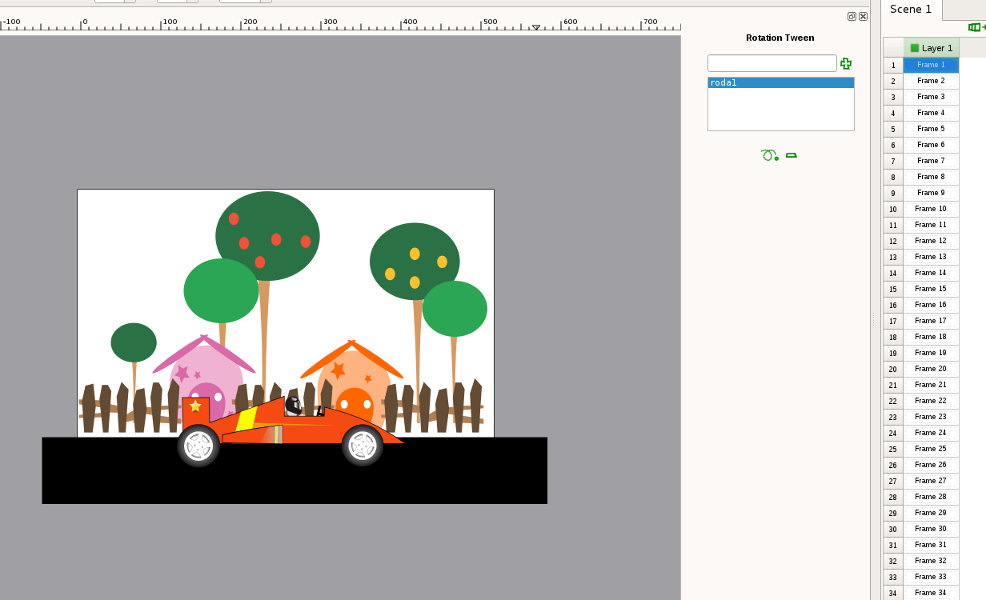 -100 0 100 200 300 400 500 600 700
Rotation Tween
rodal
Scene 1
Layer 1
1 Frame 1
2 Frame 2
3 Frame 3
4 Frame 4
5 Frame 5
6 Frame 6
7 Frame 7
8 Frame 8
9 Frame 9
10 Frame 10
11 Frame 11
12 Frame 12
13 Frame 13
14 Frame 14
15 Frame 15
16 Frame 16
17 Frame 17
18 Frame 18
19 Frame 19
20 Frame 20
21 Frame 21
22 Frame 22
23 Frame 23
24 Frame 24
25 Frame 25
26 Frame 26
27 Frame 27
28 Frame 28
29 Frame 29
30 Frame 30
31 Frame 31
32 Frame 32
33 Frame 33
34 Frame 34